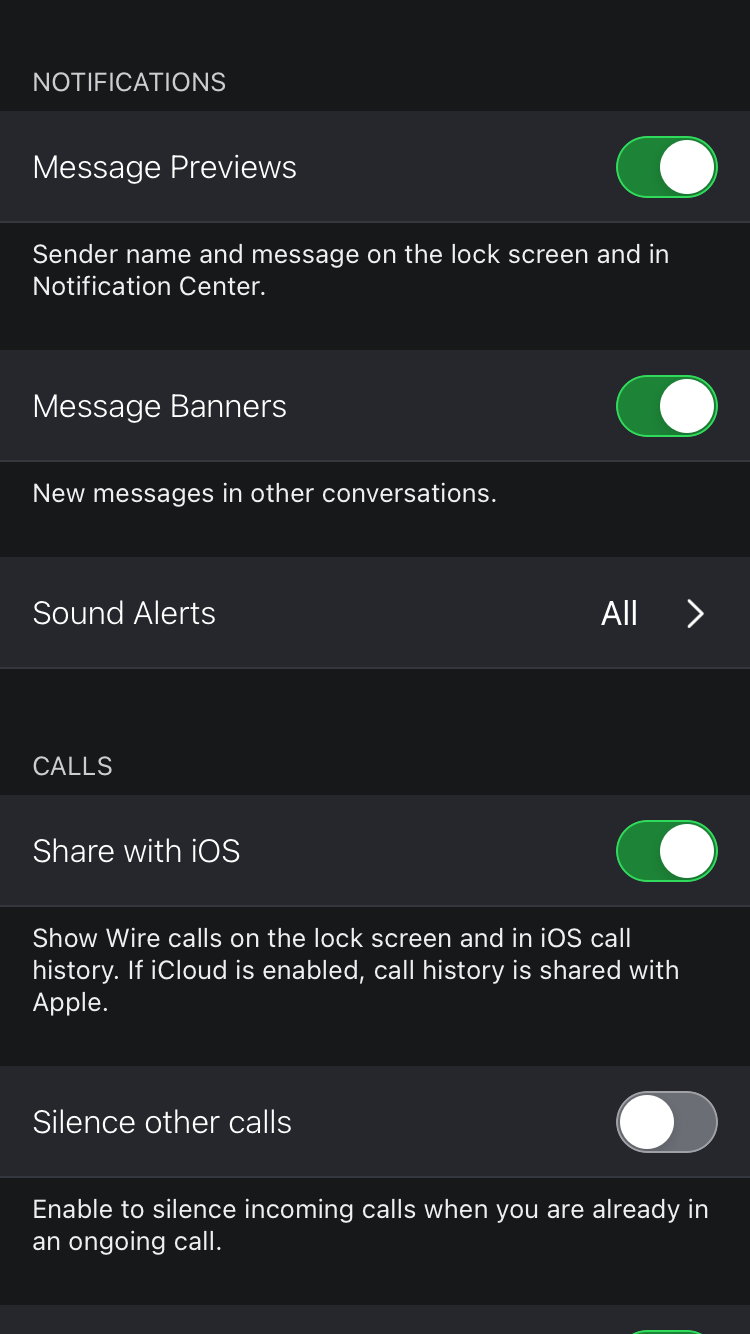 NOTIFICATIONS
Message Previews
Sender name and message on the lock screen and in
Notification Center.
Message Banners
New messages in other conversations.
Sound Alerts All
CALLS
Share with iOS
Show Wire calls on the lock screen and in iOS call
history. If iCloud is enabled, call history is shared with
Apple.
Silence other calls
Enable to silence incoming calls when you are already in
an ongoing call.